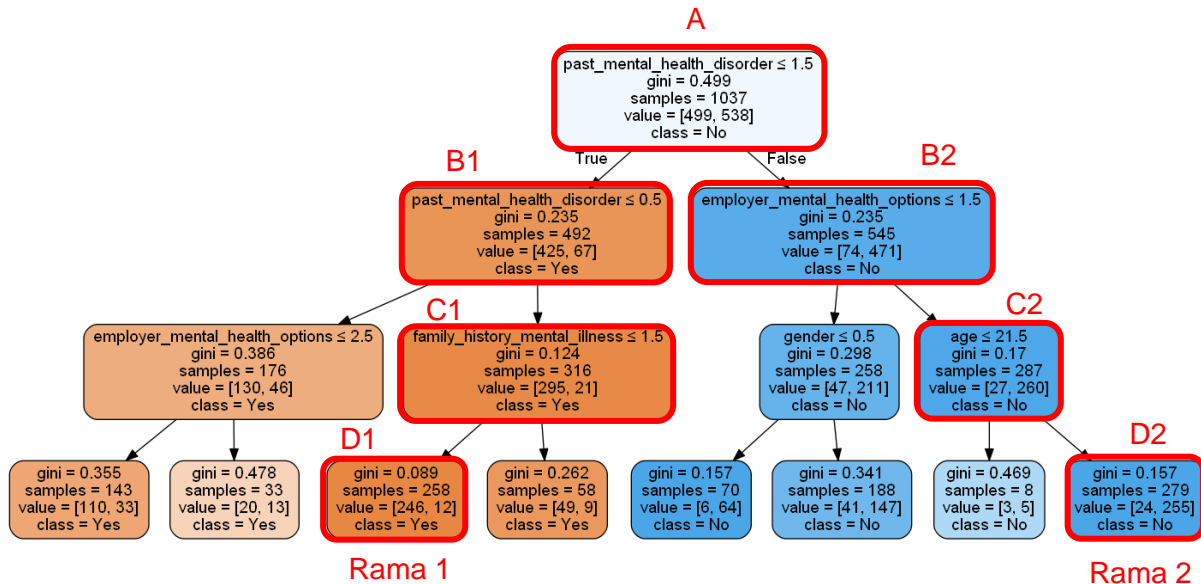 A
past_mental_health_disorder ≤ 1.5
gini = 0.499
samples = 1037
value = [499, 538]
class = No
True
False
B1
past_mental_health_disorder ≤ 0.5
gini = 0.235
samples = 492
value = [425, 67]
class = Yes
B2
employer_mental_health_options ≤ 1.5
gini = 0.235
samples = 545
value = [74, 471]
class = No
employer_mental_health_options ≤ 2.5
gini = 0.386
samples = 176
value = [130, 46]
class = Yes
C1
family_history_mental_illness ≤ 1.5
gini = 0.124
samples = 316
value = [295, 21]
class = Yes
gender ≤ 0.5
gini = 0.298
samples = 258
value = [47, 211]
class = No
C2
age ≤ 21.5
gini = 0.17
samples = 287
value = [27, 260]
class = No
gini = 0.355
samples = 143
value = [110, 33]
class = Yes
gini = 0.478
samples = 33
value = [20, 13]
class = Yes
D1
gini = 0.089
samples = 258
value = [246, 12]
class = Yes
gini = 0.262
samples = 58
value = [49, 9]
class = Yes
gini = 0.157
samples = 70
value = [6, 64]
class = No
gini = 0.341
samples = 188
value = [41, 147]
class = No
gini = 0.469
samples = 8
value = [3, 5]
class = No
D2
gini = 0.157
samples = 279
value = [24, 255]
class = No
Rama 1
Rama 2